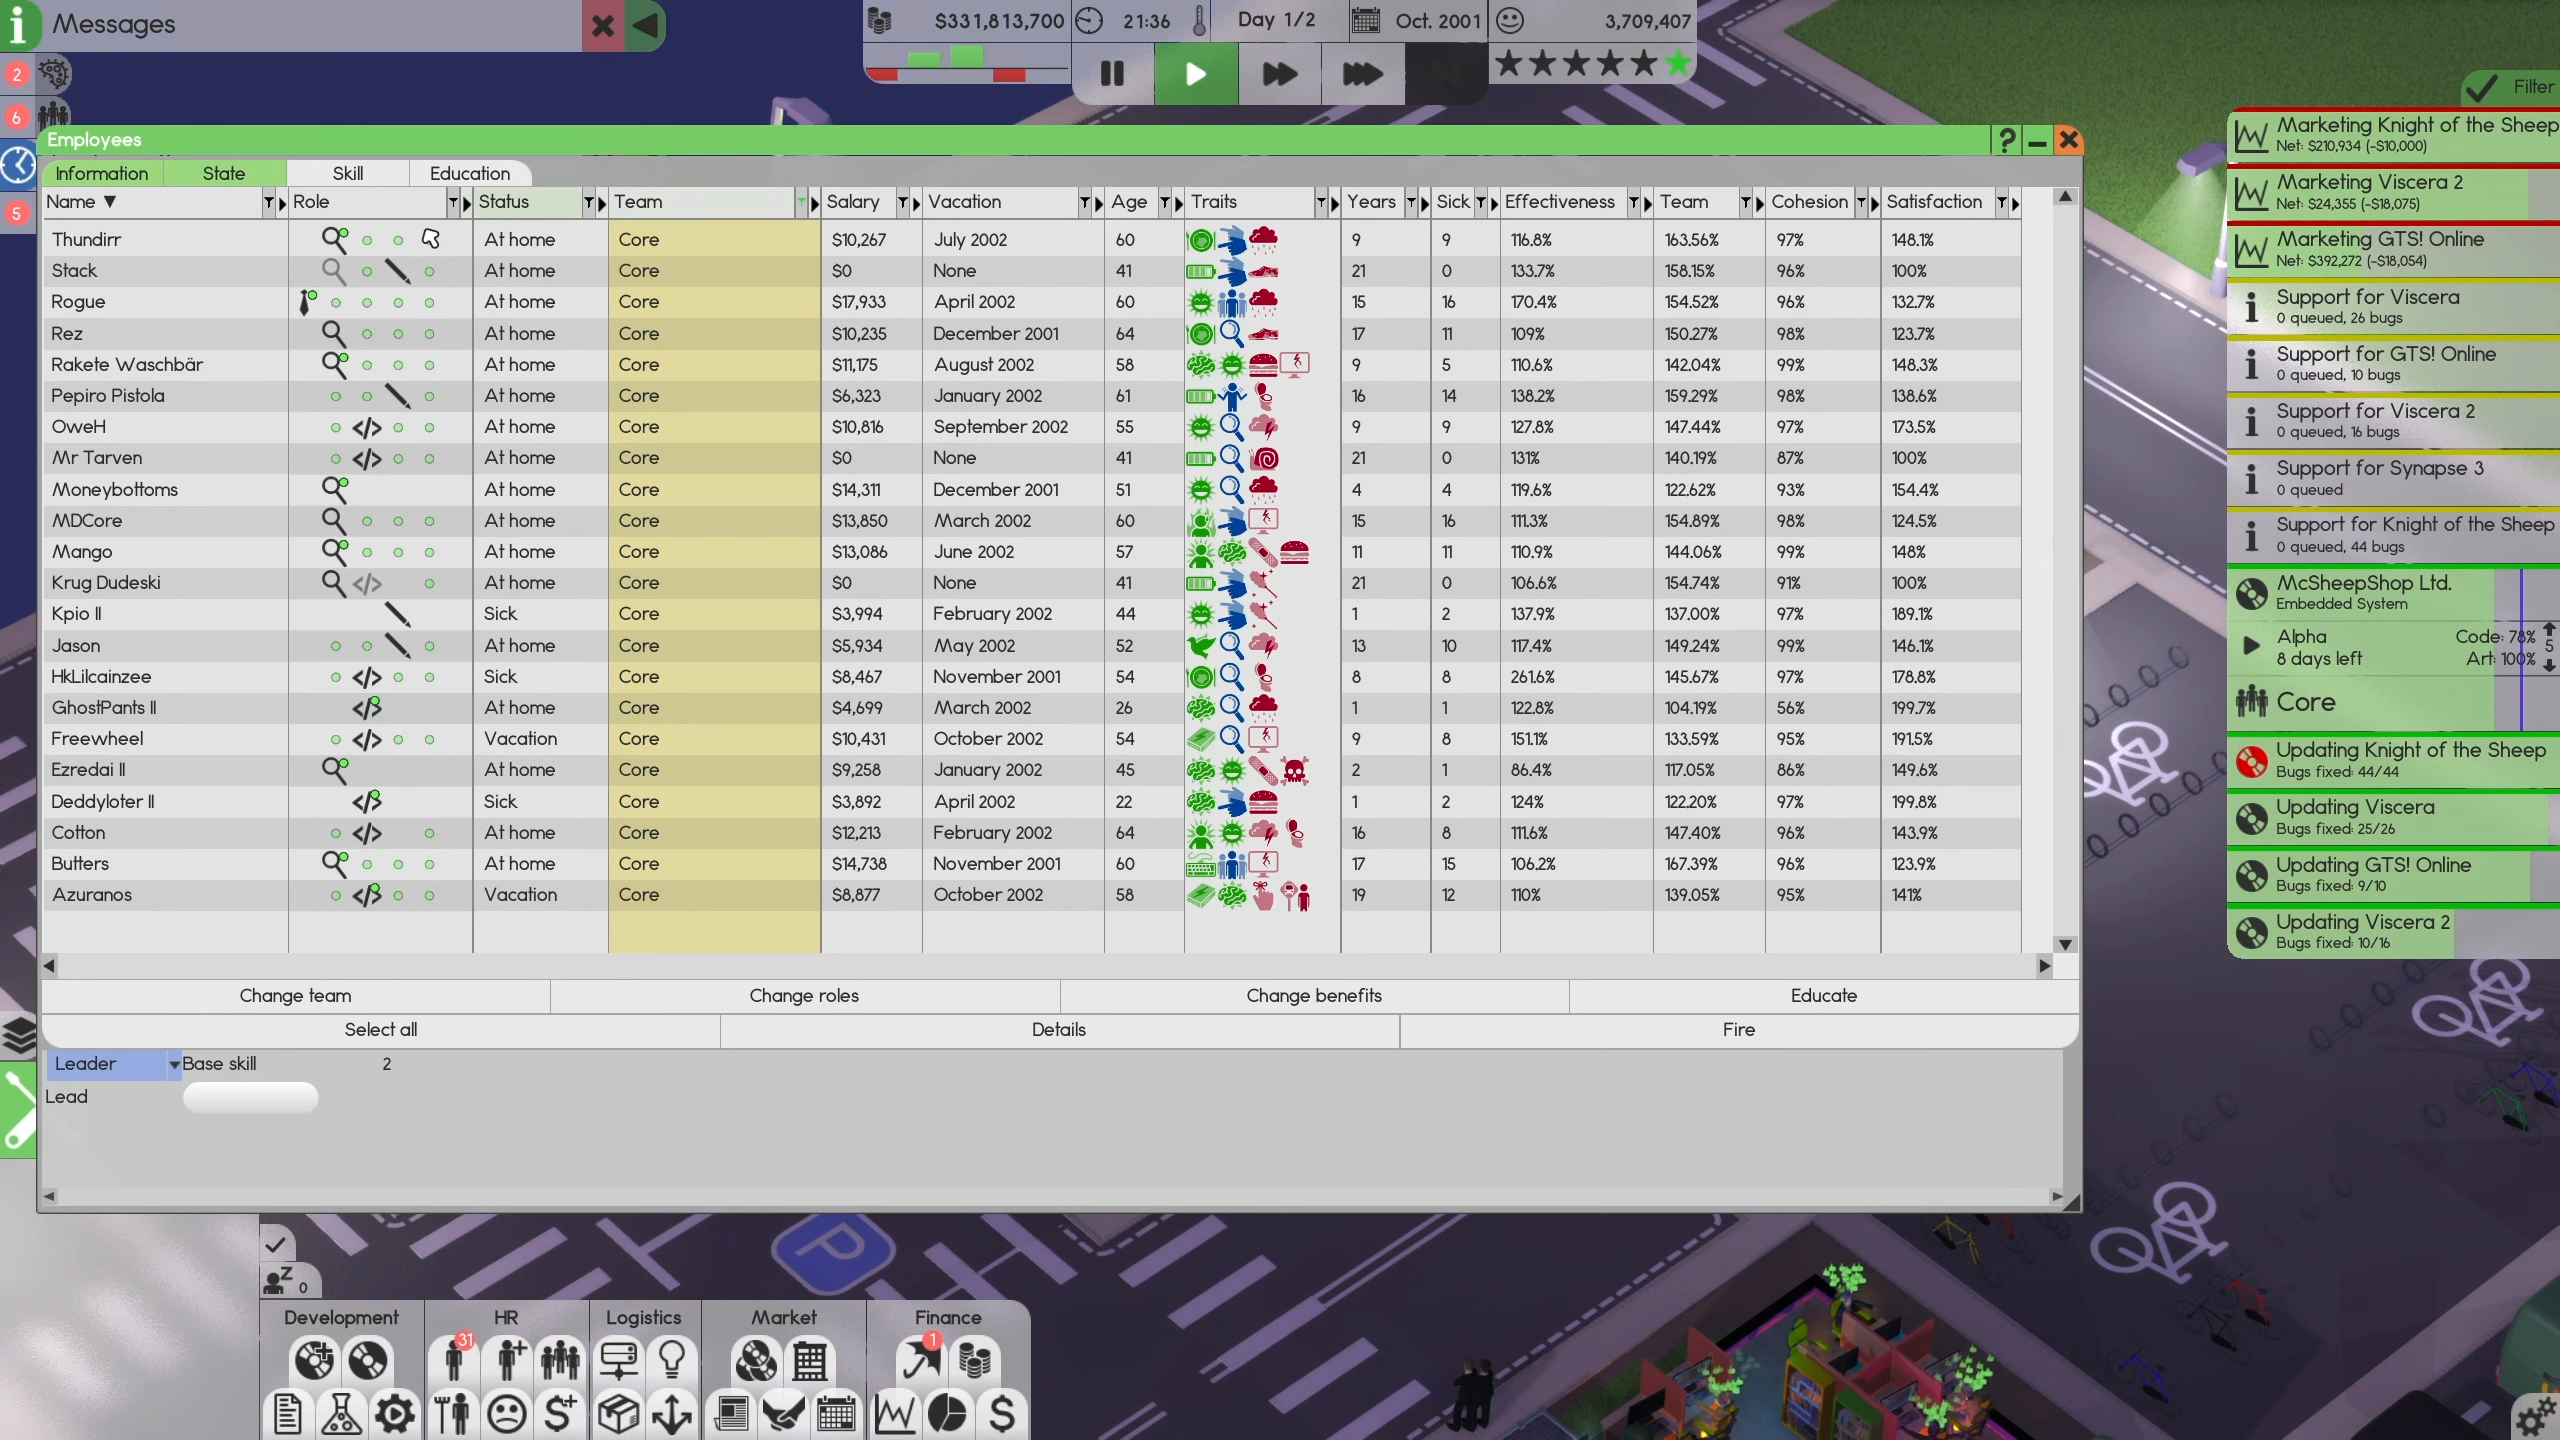 Messages
$331,813,700
21:36
Day 1/2
Oct. 2001
3,709,407
2
6
5
Filter
Employees
?
Information State Skill Education
Name ▼ Role Status Team Salary Vacation Age Traits Years Sick Effectiveness Team Cohesion Satisfaction
Thundirr At home Core $10,267 July 2002 60 9 9 116.8% 163.56% 97% 148.1%
Stack At home Core $0 None 41 21 0 133.7% 158.15% 96% 100%
Rogue At home Core $17,933 April 2002 60 15 16 170.4% 154.52% 96% 132.7%
Rez At home Core $10,235 December 2001 64 17 11 109% 150.27% 98% 123.7%
Rakete Waschbär At home Core $11,175 August 2002 58 9 5 110.6% 142.04% 99% 148.3%
Pepiro Pistola At home Core $6,323 January 2002 61 16 14 138.2% 159.29% 98% 138.6%
OweH At home Core $10,816 September 2002 55 9 9 127.8% 147.44% 97% 173.5%
Mr Tarven At home Core $0 None 41 21 0 131% 140.19% 87% 100%
Moneybottoms At home Core $14,311 December 2001 51 4 4 119.6% 122.62% 93% 154.4%
MDCore At home Core $13,850 March 2002 60 15 16 111.3% 154.89% 98% 124.5%
Mango At home Core $13,086 June 2002 57 11 11 110.9% 144.06% 99% 148%
Krug Dudeski At home Core $0 None 41 21 0 106.6% 154.74% 91% 100%
Kpio II Sick Core $3,994 February 2002 44 1 2 137.9% 137.00% 97% 189.1%
Jason At home Core $5,934 May 2002 52 13 10 117.4% 149.24% 99% 146.1%
HkLilcainzee Sick Core $8,467 November 2001 54 8 8 261.6% 145.67% 97% 178.8%
GhostPants II At home Core $4,699 March 2002 26 1 1 122.8% 104.19% 56% 199.7%
Freewheel Vacation Core $10,431 October 2002 54 9 8 151.1% 133.59% 95% 191.5%
Ezredai II At home Core $9,258 January 2002 45 2 1 86.4% 117.05% 86% 149.6%
Deddyloter II Sick Core $3,892 April 2002 22 1 2 124% 122.20% 97% 199.8%
Cotton At home Core $12,213 February 2002 64 16 8 111.6% 147.40% 96% 143.9%
Butters At home Core $14,738 November 2001 60 17 15 106.2% 167.39% 96% 123.9%
Azuranos Vacation Core $8,877 October 2002 58 19 12 110% 139.05% 95% 141%
Change team Change roles Change benefits Educate
Select all Details Fire
Leader Base skill 2
Lead
Marketing Knight of the Sheep
Net: $210,934 (-$10,000)
Marketing Viscera 2
Net: $24,355 (-$18,075)
Marketing GTS! Online
Net: $392,272 (-$18,054)
Support for Viscera
0 queued, 26 bugs
Support for GTS! Online
0 queued, 10 bugs
Support for Viscera 2
0 queued, 16 bugs
Support for Synapse 3
0 queued
Support for Knight of the Sheep
0 queued, 44 bugs
McSheepShop Ltd.
Embedded System
Alpha Code: 78%
8 days left Art: 100%
5
Core
Updating Knight of the Sheep
Bugs fixed: 44/44
Updating Viscera
Bugs fixed: 25/26
Updating GTS! Online
Bugs fixed: 9/10
Updating Viscera 2
Bugs fixed: 10/16
P
z 0
Development HR Logistics Market Finance
31
1